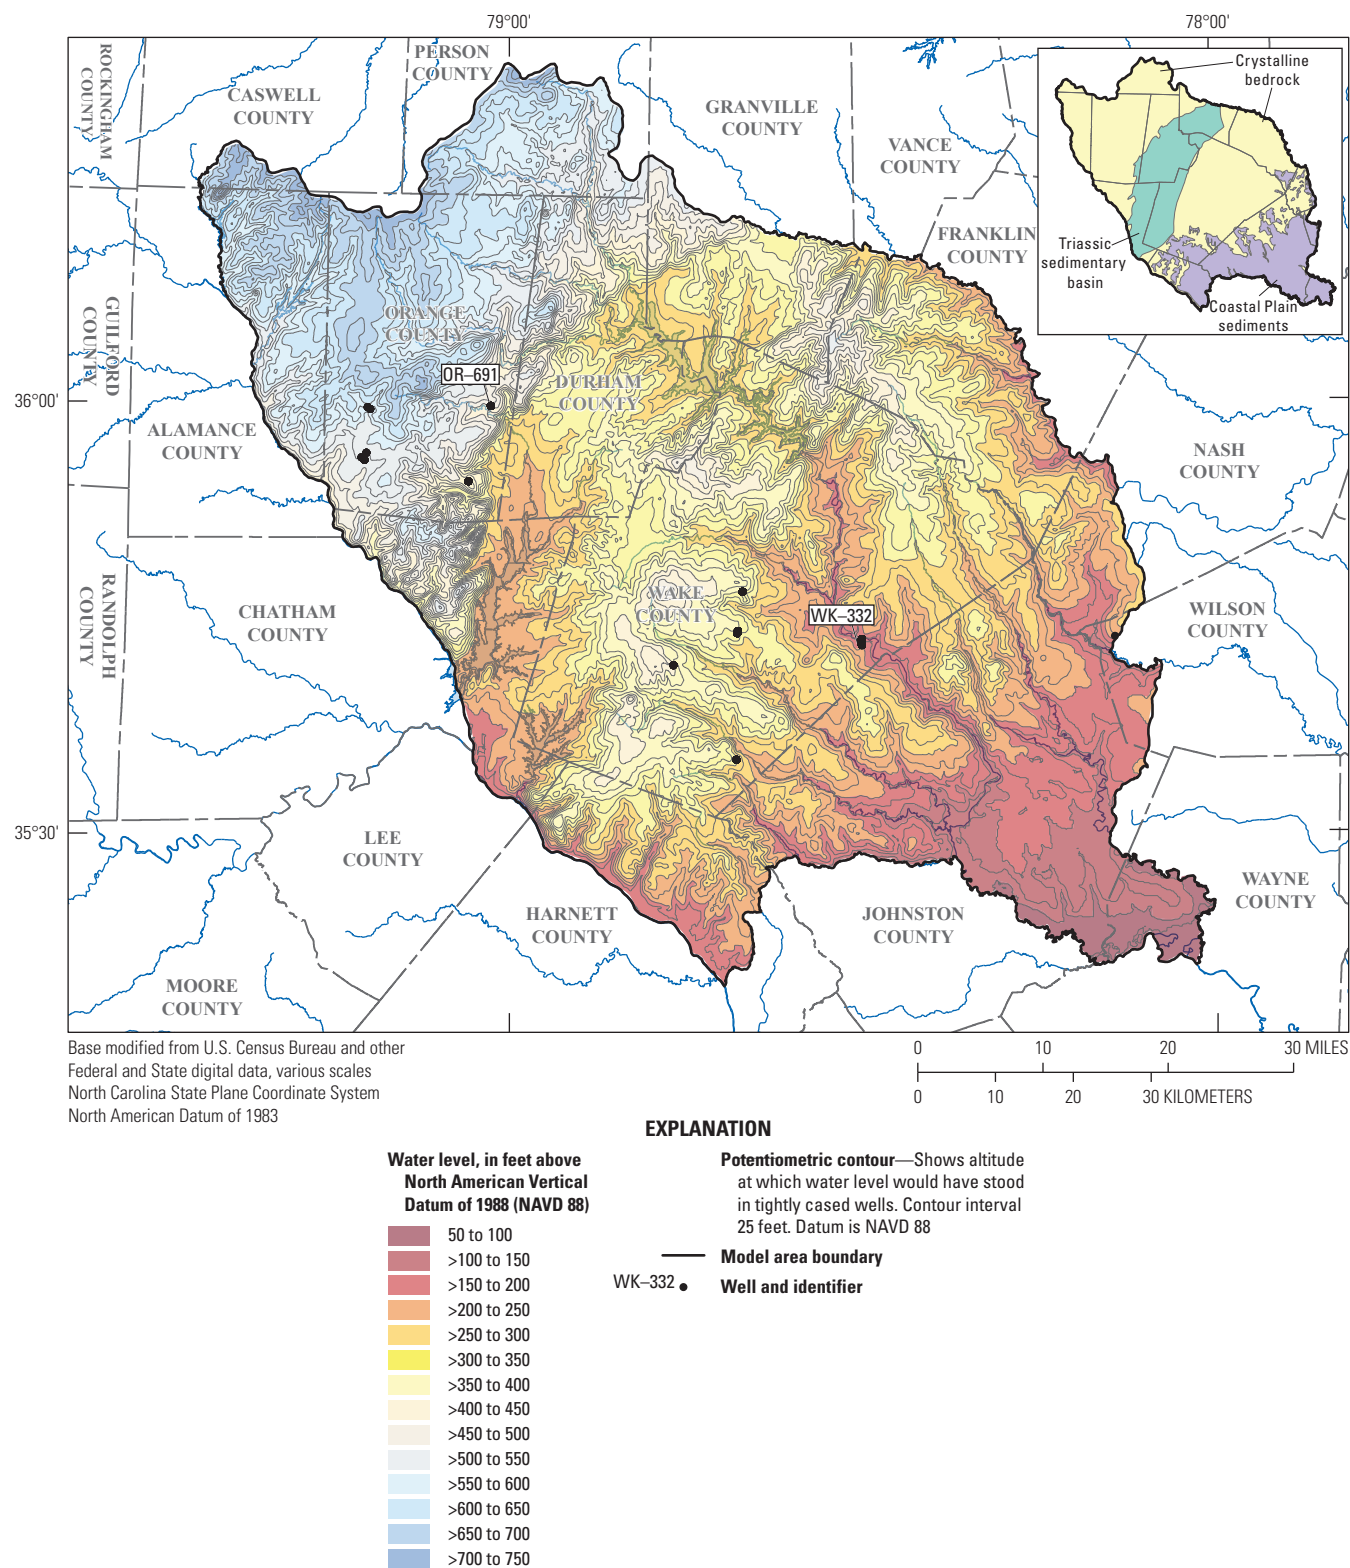 79°00'
78°00'
ROCKINGHAM
COUNTY
CASWELL
COUNTY
PERSON
COUNTY
GRANVILLE
COUNTY
VANCE
COUNTY
FRANKLIN
COUNTY
Crystalline
bedrock
Triassic
sedimentary
basin
Coastal Plain
sediments
GUILFORD
COUNTY
ORANGE
COUNTY
OR–691
DURHAM
COUNTY
36°00'
ALAMANCE
COUNTY
NASH
COUNTY
RANDOLPH
COUNTY
CHATHAM
COUNTY
WAKE
COUNTY
WK–332
WILSON
COUNTY
35°30'
LEE
COUNTY
HARNETT
COUNTY
JOHNSTON
COUNTY
WAYNE
COUNTY
MOORE
COUNTY
Base modified from U.S. Census Bureau and other
Federal and State digital data, various scales
North Carolina State Plane Coordinate System
North American Datum of 1983
0 10 20 30 MILES
0 10 20 30 KILOMETERS
EXPLANATION
Water level, in feet above
North American Vertical
Datum of 1988 (NAVD 88)
50 to 100
>100 to 150
>150 to 200
>200 to 250
>250 to 300
>300 to 350
>350 to 400
>400 to 450
>450 to 500
>500 to 550
>550 to 600
>600 to 650
>650 to 700
>700 to 750
Potentiometric contour—Shows altitude
at which water level would have stood
in tightly cased wells. Contour interval
25 feet. Datum is NAVD 88
Model area boundary
WK–332 Well and identifier